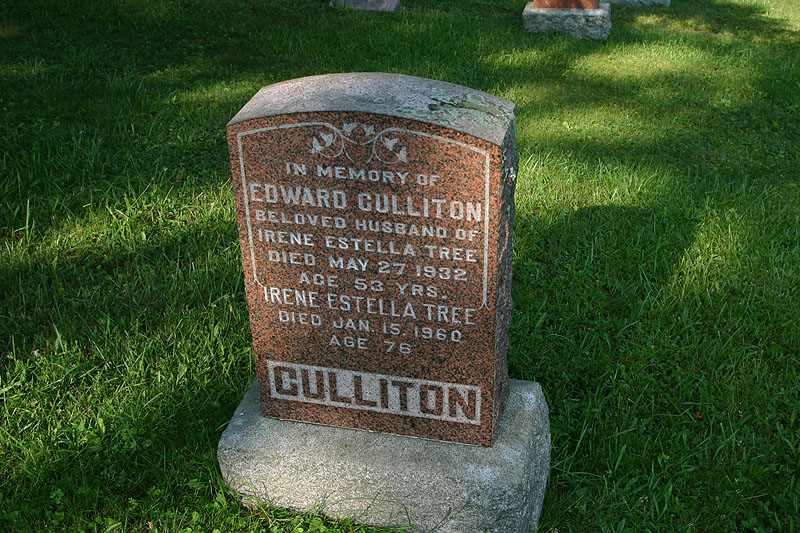 IN MEMORY OF
EDWARD CULLITON
BELOVED HUSBAND OF
IRENE ESTELLA TREE
DIED MAY 27 1932
AGE 53 YRS.
IRENE ESTELLA TREE
DIED JAN. 15, 1960
AGE 76
CULLITON